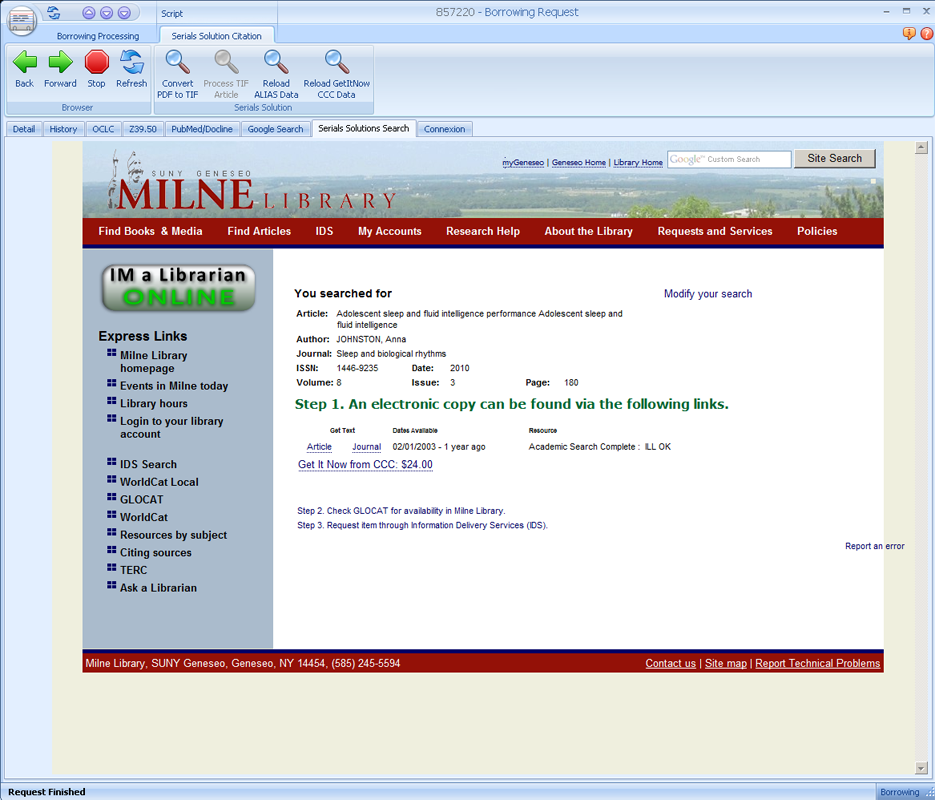 Script
857220 - Borrowing Request
Borrowing Processing
Serials Solution Citation
Back Forward Stop Refresh
Convert PDF to TIF
Process TIF Article
Reload ALIAS Data
Reload GetItNow CCC Data
Browser
Serials Solution
Detail History OCLC Z39.50 PubMed/Docline Google Search Serials Solutions Search Connexion
SUNY GENESEO
MILNE LIBRARY
myGeneseo | Geneseo Home | Library Home
Google™ Custom Search
Site Search
Find Books & Media Find Articles IDS My Accounts Research Help About the Library Requests and Services Policies
IM a Librarian
ONLINE
Express Links
Milne Library
homepage
Events in Milne today
Library hours
Login to your library
account
IDS Search
WorldCat Local
GLOCAT
WorldCat
Resources by subject
Citing sources
TERC
Ask a Librarian
You searched for
Modify your search
Article: Adolescent sleep and fluid intelligence performance Adolescent sleep and
fluid intelligence
Author: JOHNSTON, Anna
Journal: Sleep and biological rhythms
ISSN: 1446-9235 Date: 2010
Volume: 8 Issue: 3 Page: 180
Step 1. An electronic copy can be found via the following links.
Get Text Dates Available Resource
Article Journal 02/01/2003 - 1 year ago Academic Search Complete : ILL OK
Get It Now from CCC: $24.00
Step 2. Check GLOCAT for availability in Milne Library.
Step 3. Request item through Information Delivery Services (IDS).
Report an error
Milne Library, SUNY Geneseo, Geneseo, NY 14454, (585) 245-5594
Contact us | Site map | Report Technical Problems
Request Finished
Borrowing